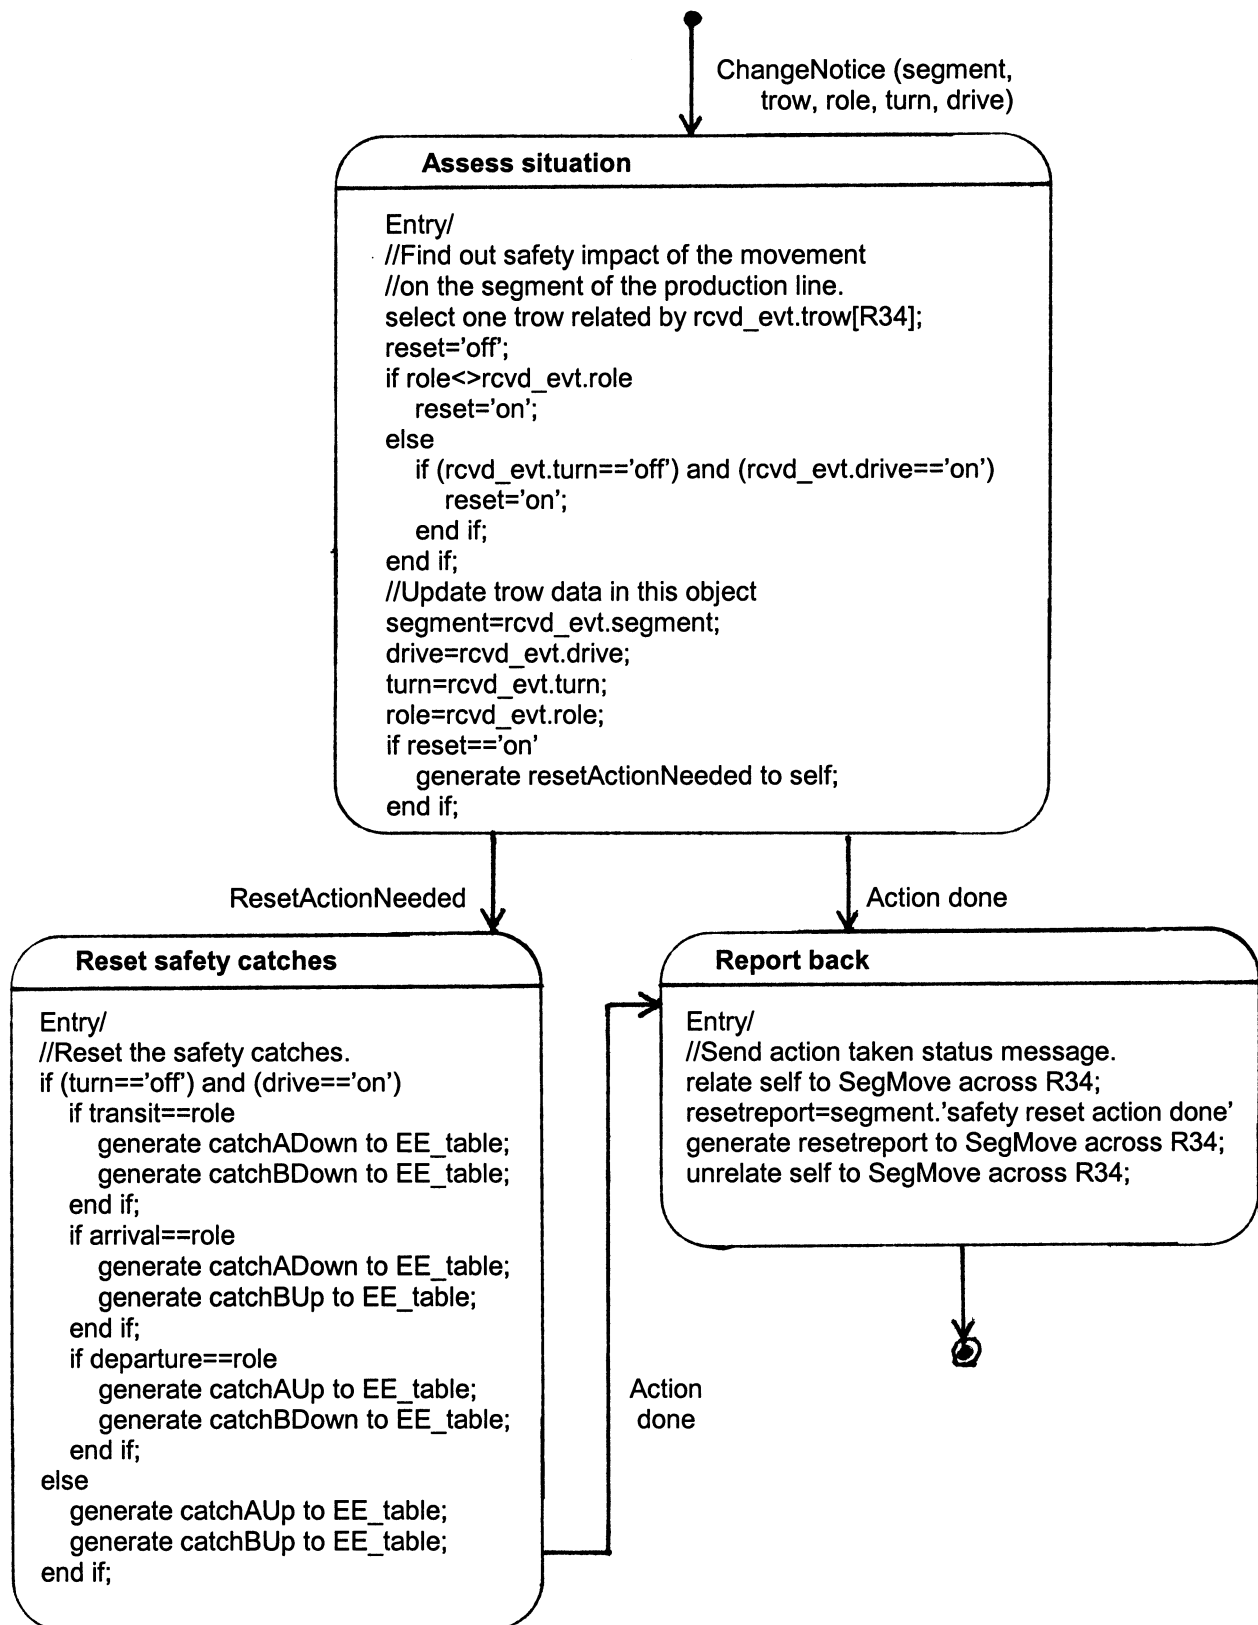 ChangeNotice (segment,
trow, role, turn, drive)
Assess situation
Entry/
//Find out safety impact of the movement
//on the segment of the production line.
select one trow related by rcvd_evt.trow[R34];
reset='off';
if role<>rcvd_evt.role
reset='on';
else
if (rcvd_evt.turn=='off') and (rcvd_evt.drive=='on')
reset='on';
end if;
end if;
//Update trow data in this object
segment=rcvd_evt.segment;
drive=rcvd_evt.drive;
turn=rcvd_evt.turn;
role=rcvd_evt.role;
if reset=='on'
generate resetActionNeeded to self;
end if;
ResetActionNeeded
Action done
Reset safety catches
Entry/
//Reset the safety catches.
if (turn=='off') and (drive=='on')
if transit==role
generate catchADown to EE_table;
generate catchBDown to EE_table;
end if;
if arrival==role
generate catchADown to EE_table;
generate catchBUp to EE_table;
end if;
if departure==role
generate catchAUp to EE_table;
generate catchBDown to EE_table;
end if;
else
generate catchAUp to EE_table;
generate catchBUp to EE_table;
end if;
Action
done
Report back
Entry/
//Send action taken status message.
relate self to SegMove across R34;
resetreport=segment.'safety reset action done'
generate resetreport to SegMove across R34;
unrelate self to SegMove across R34;